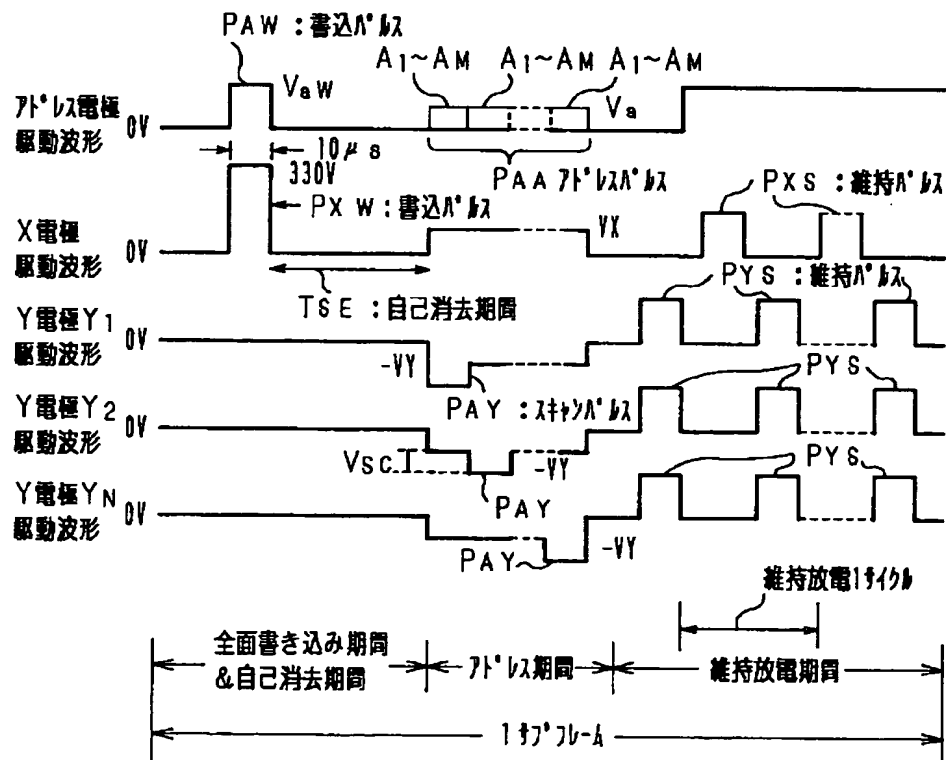 PAW：書込パルス
A1~AM A1~AM A1~AM
VaW
Va
アドレス電極
駆動波形
0V
10μs
PAAアドレスパルス
330V
PXW：書込パルス
PXS：維持パルス
X電極
駆動波形
0V
VX
TSE：自己消去期間
PYS：維持パルス
Y電極Y1
駆動波形
0V
-VY
PAY：スキャンパルス
PYS
Y電極Y2
駆動波形
0V
VSC
-VY
PAY
PYS
Y電極YN
駆動波形
0V
-VY
PAY
維持放電1サイクル
全面書き込み期間
&自己消去期間
アドレス期間
維持放電期間
1サブフレーム